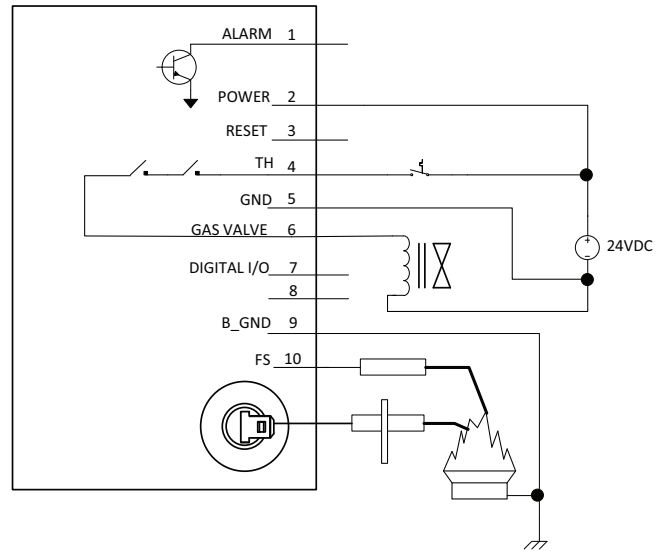 ALARM 1
POWER 2
RESET 3
TH 4
GND 5
GAS VALVE 6
24VDC
DIGITAL I/O 7
8
B_GND 9
FS 10